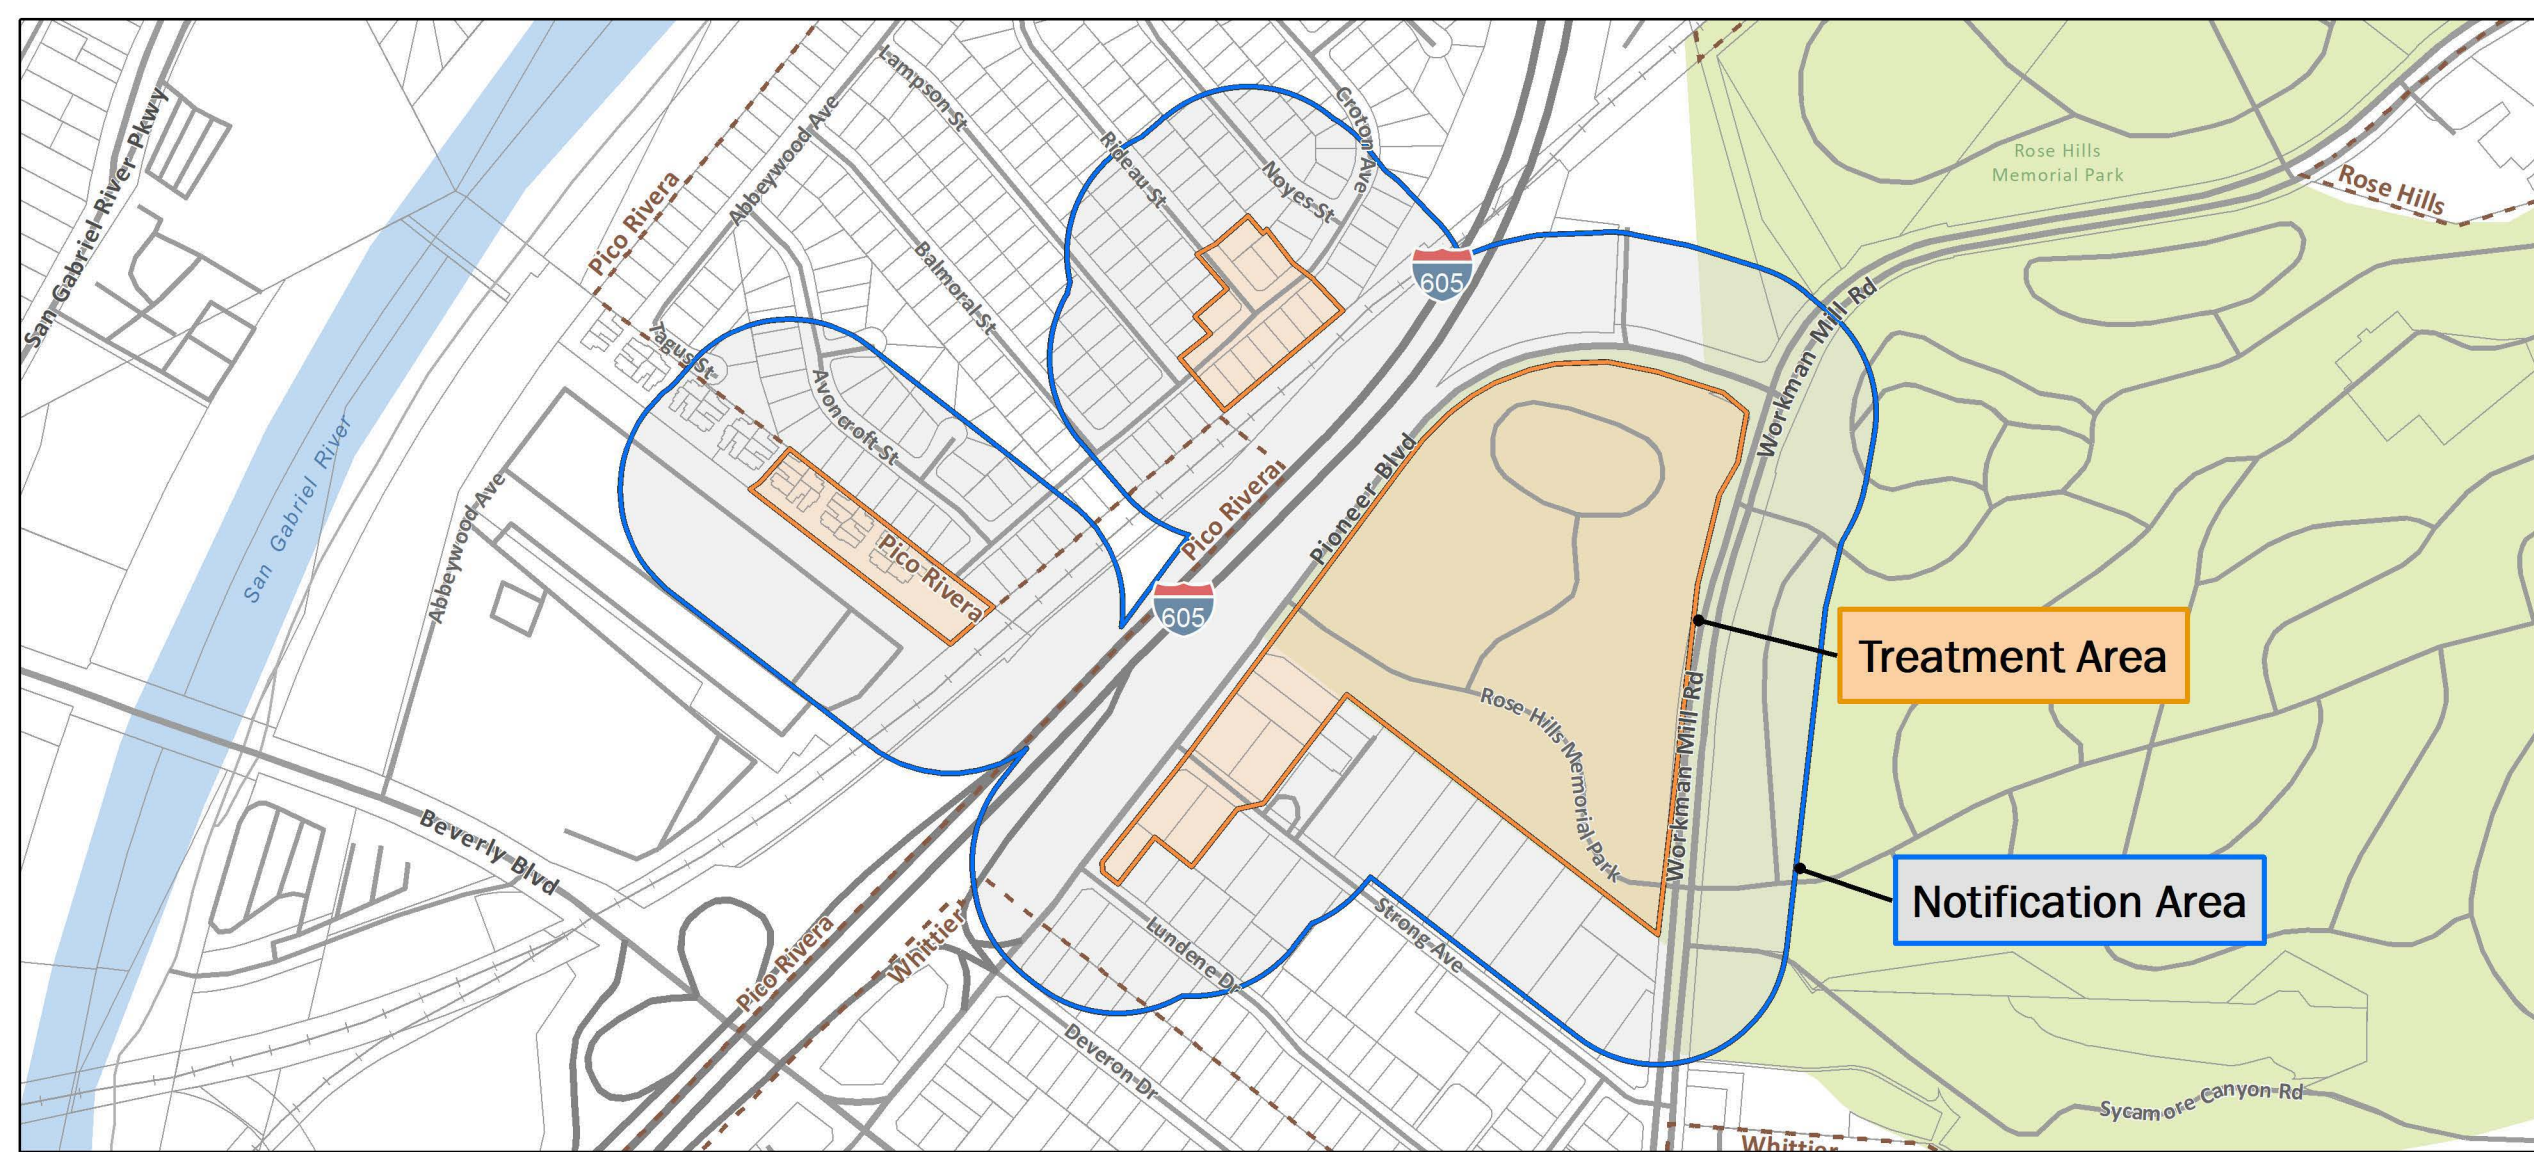 San Gabriel River Pkwy
Lampson St
Abbeywood Ave
Rideau St
Croton Ave
Noyes St
Rose Hills
Memorial Park
Rose Hills
Pico Rivera
Balmoral St
605
Workman Mill Rd
Tagus St
Avoncroft St
San Gabriel River
Abbeywood Ave
Pico Rivera
Pico Rivera
Pioneer Blvd
605
Treatment Area
Rose Hills Memorial Park
Workman Mill Rd
Beverly Blvd
Notification Area
Pico Rivera
Whittier
Lundene Dr
Strong Ave
Deveron Dr
Sycamore Canyon Rd
Whittier